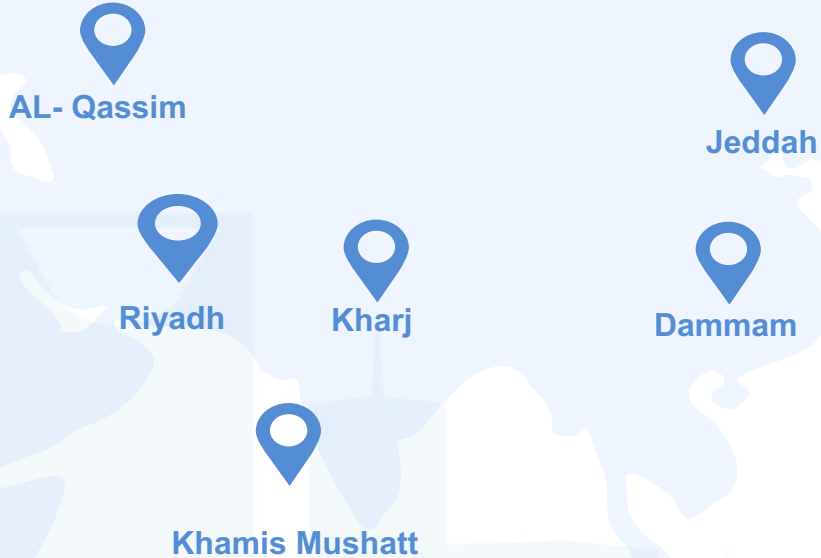 AL- Qassim
Jeddah
Riyadh
Kharj
Dammam
Khamis Mushatt